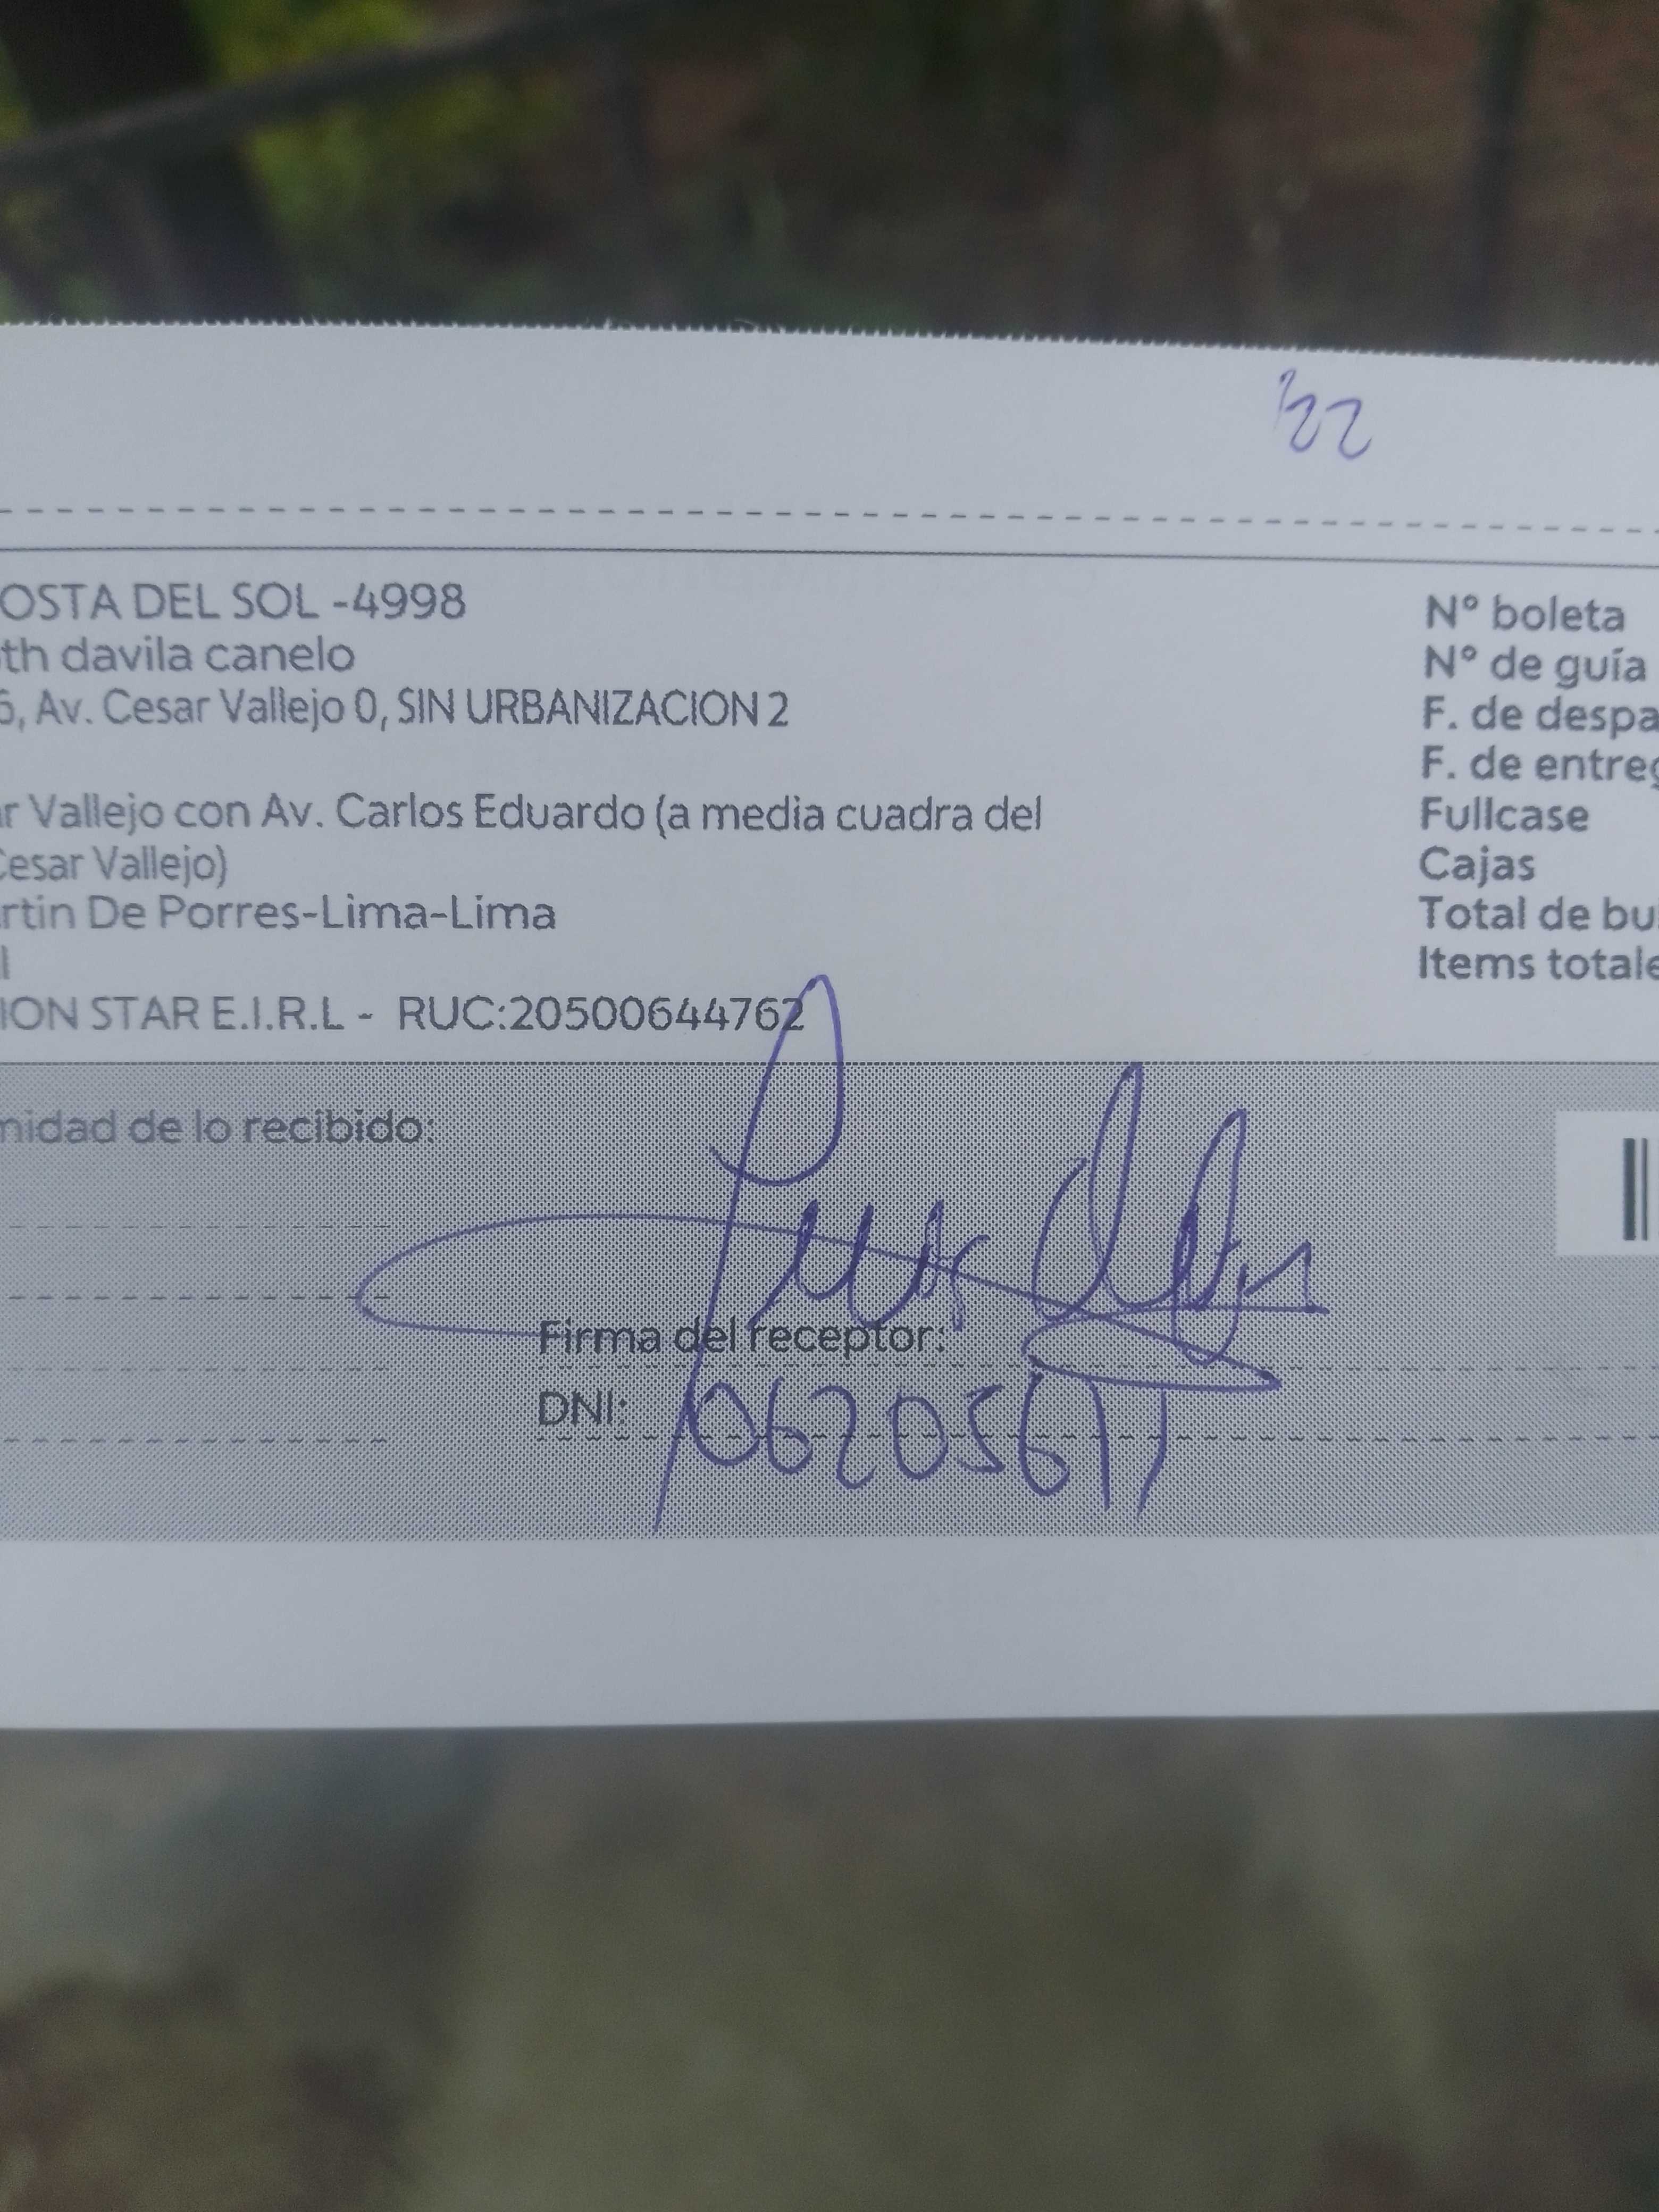 22
OSTA DEL SOL -4998
th davila canelo
6, Av. Cesar Vallejo 0, SIN URBANIZACION 2
r Vallejo con Av. Carlos Eduardo (a media cuadra del
Cesar Vallejo)
rtin De Porres-Lima-Lima
l
ION STAR E.I.R.L - RUC:20500644762
N° boleta
N° de guía
F. de despa
F. de entreg
Fullcase
Cajas
Total de bu
Items totale
midad de lo recibido:
Firma del receptor:
DNI: 06205677